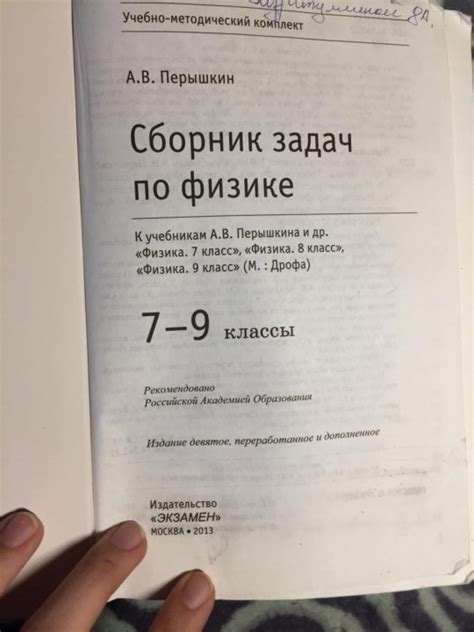 8А.
Учебно-методический комплект
А.В. Перышкин
Сборник задач
по физике
К учебникам А.В. Перышкина и др.
«Физика. 7 класс», «Физика. 8 класс»,
«Физика. 9 класс» (М. : Дрофа)
7–9 классы
Рекомендовано
Российской Академией Образования
Издание девятое, переработанное и дополненное
Издательство
«ЭКЗАМЕН»
МОСКВА • 2013